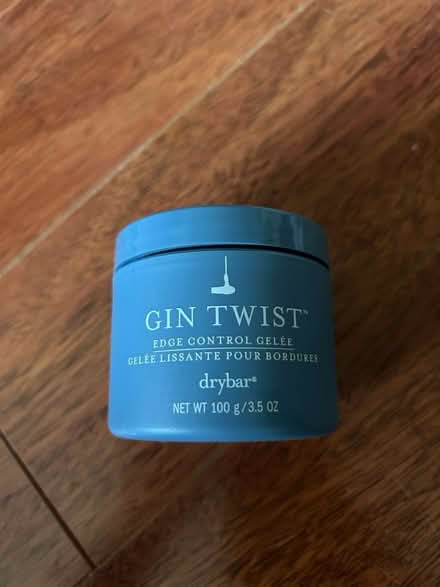 GIN TWIST™
EDGE CONTROL GELÉE
GELÉE LISSANTE POUR BORDURES
drybar®
NET WT 100 g/3.5 OZ